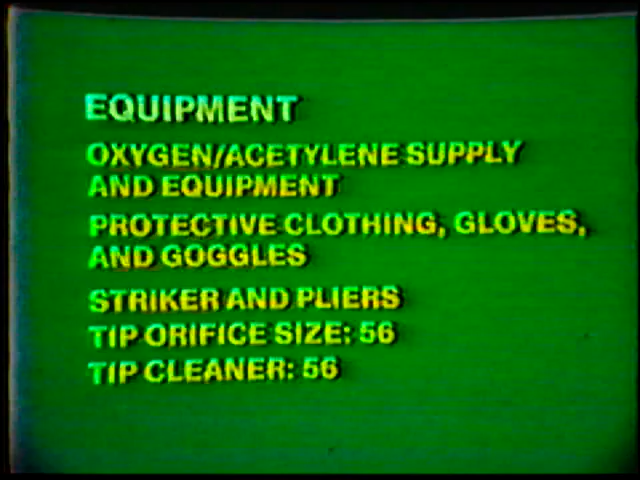 EQUIPMENT
OXYGEN/ACETYLENE SUPPLY
AND EQUIPMENT
PROTECTIVE CLOTHING, GLOVES,
AND GOGGLES
STRIKER AND PLIERS
TIP ORIFICE SIZE: 56
TIP CLEANER: 56